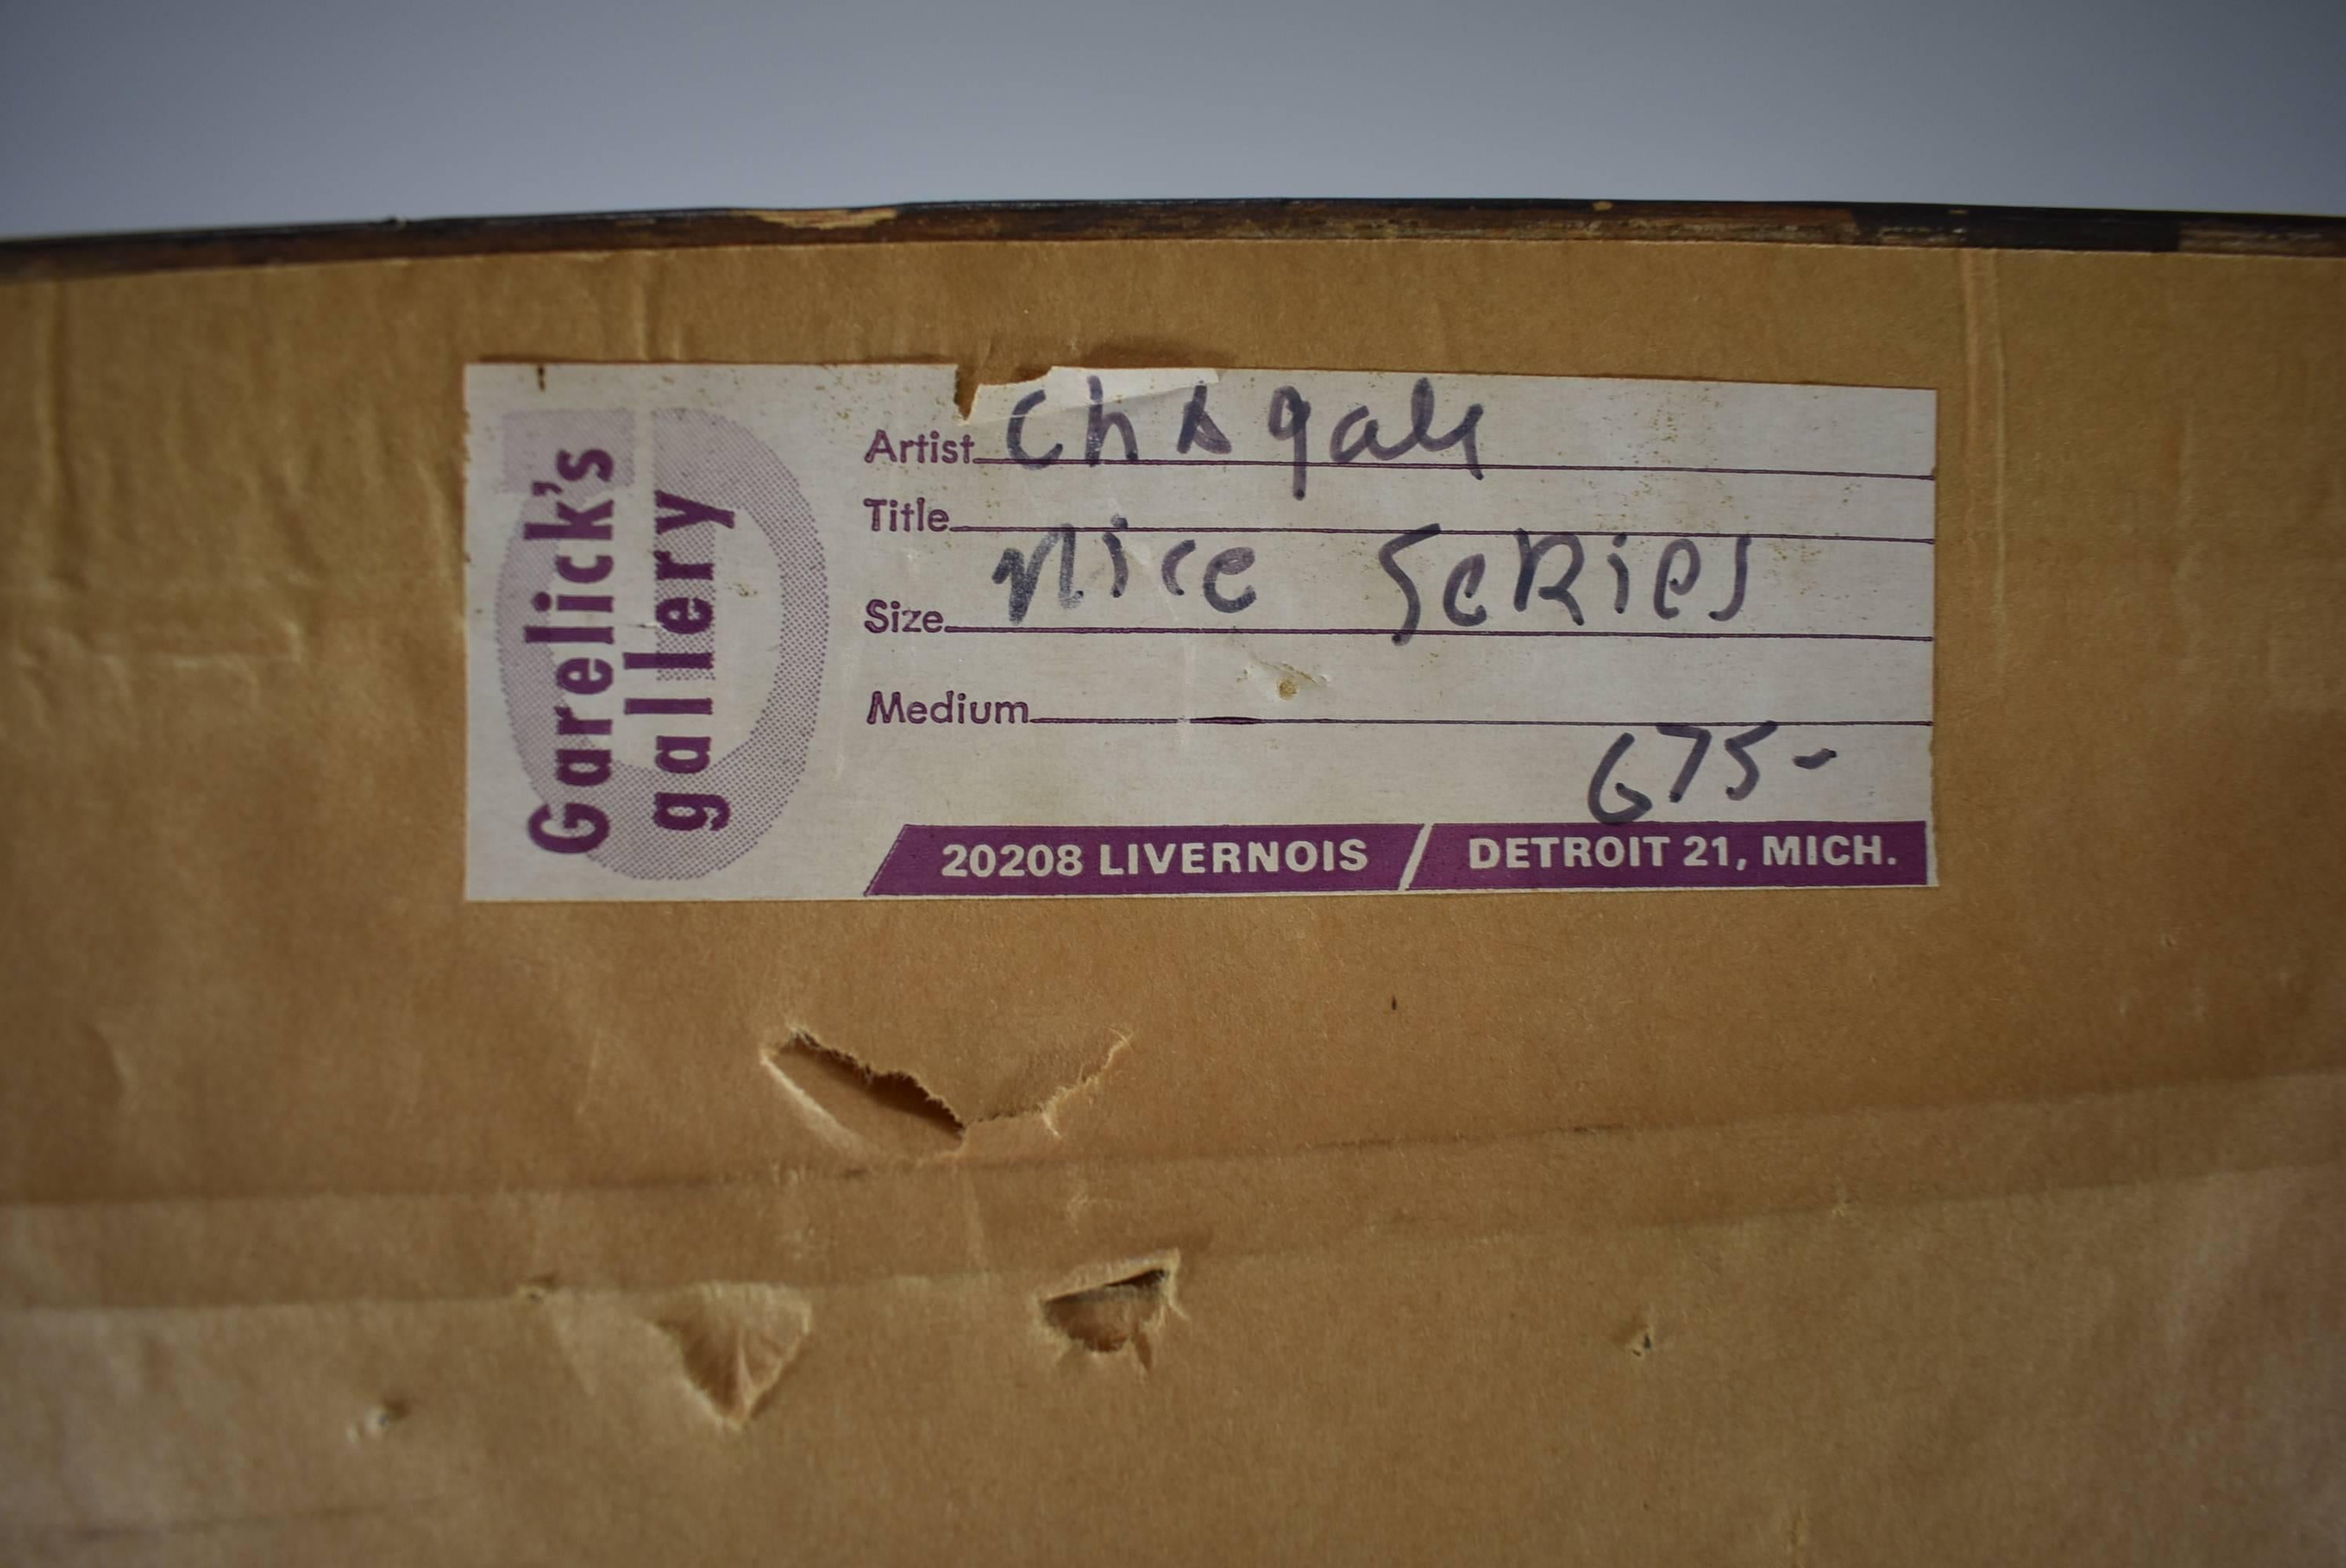 Garelick's
gallery
Artist Chagall
Title
Nice Series
Size
Medium
675-
20208 LIVERNOIS / DETROIT 21, MICH.